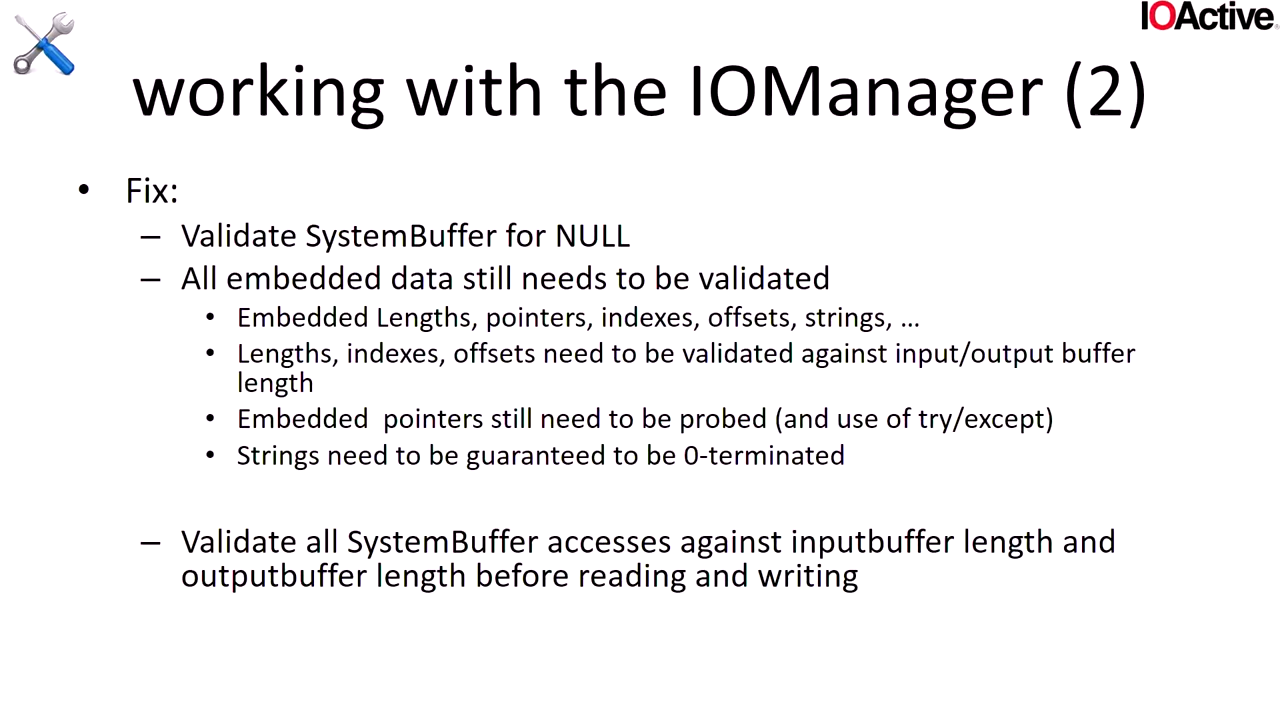 IOActive
working with the IOManager (2)
• Fix:
– Validate SystemBuffer for NULL
– All embedded data still needs to be validated
• Embedded Lengths, pointers, indexes, offsets, strings, …
• Lengths, indexes, offsets need to be validated against input/output buffer
length
• Embedded  pointers still need to be probed (and use of try/except)
• Strings need to be guaranteed to be 0-terminated
– Validate all SystemBuffer accesses against inputbuffer length and
outputbuffer length before reading and writing